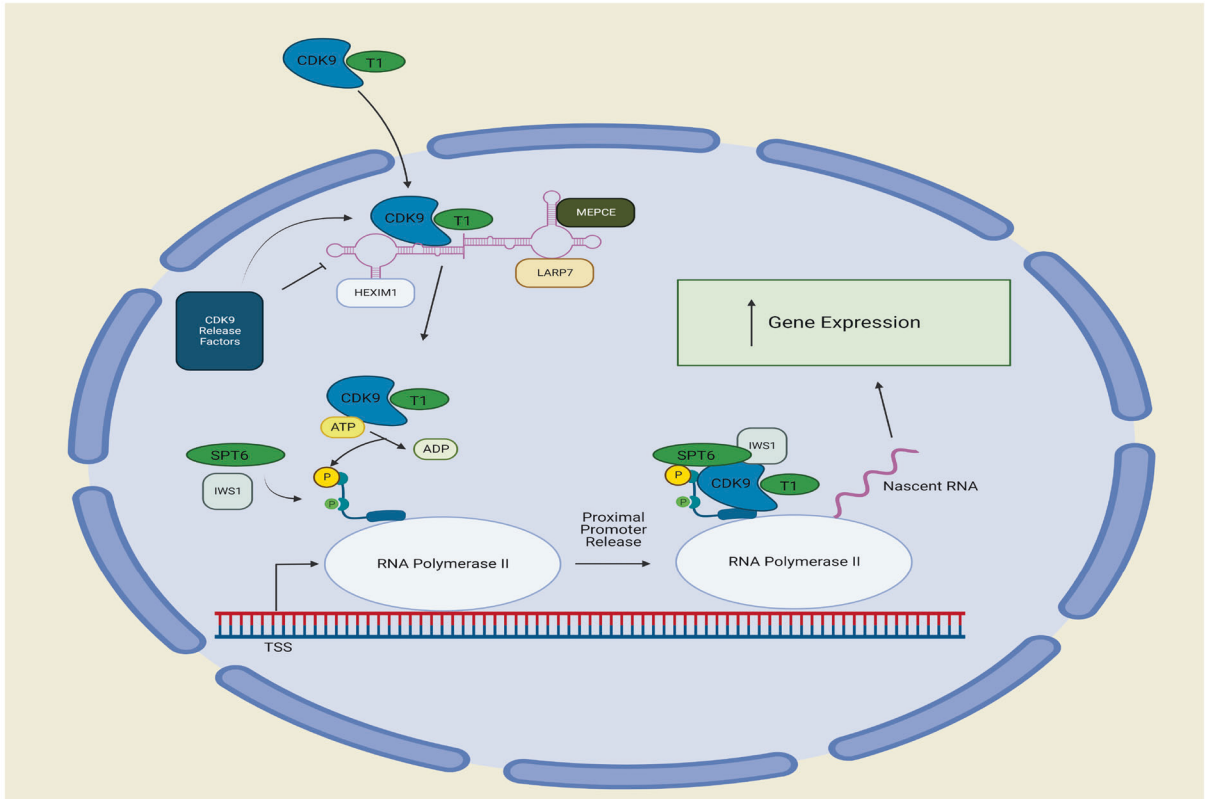 CDK9
T1
CDK9
T1
MEPCE
LARP7
HEXIM1
CDK9
Release
Factors
Gene Expression
CDK9
T1
ATP
ADP
SPT6
IWS1
P
P
RNA Polymerase II
TSS
Proximal
Promoter
Release
SPT6
IWS1
P
CDK9
T1
P
Nascent RNA
RNA Polymerase II